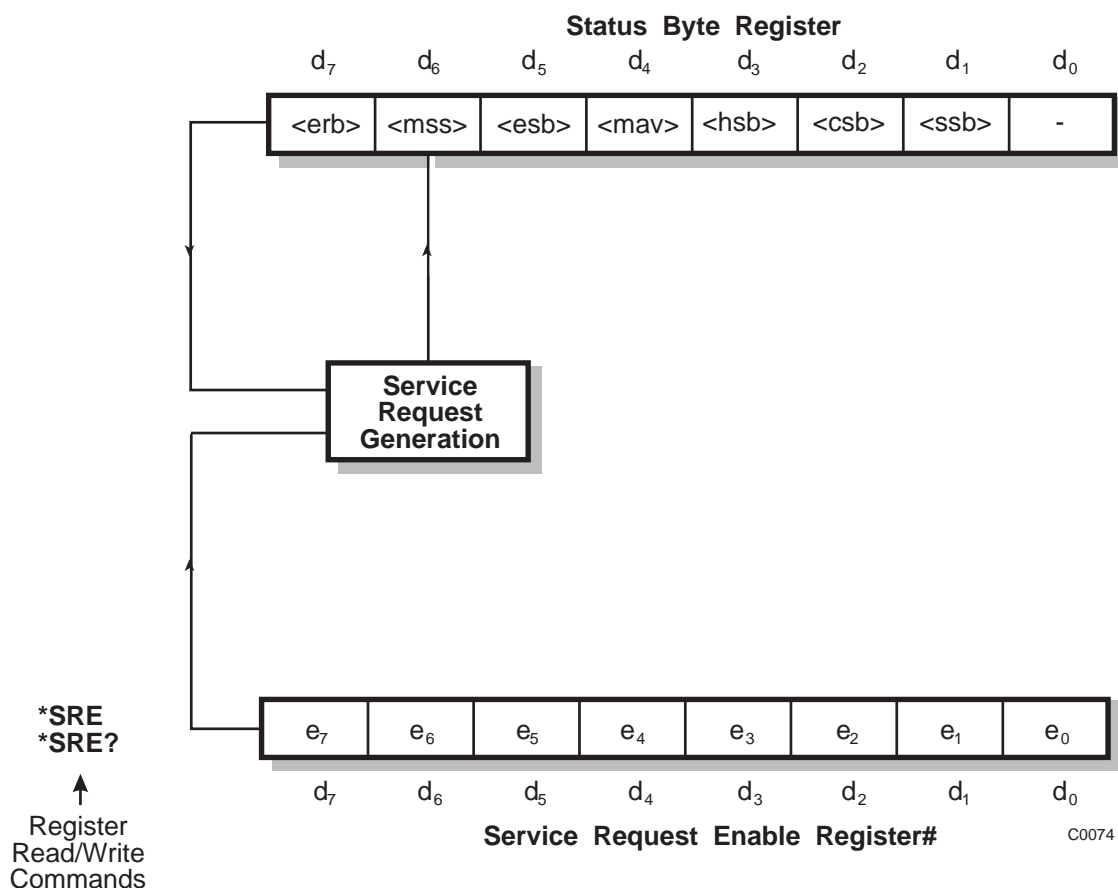 Status Byte Register
d₇ d₆ d₅ d₄ d₃ d₂ d₁ d₀
<erb> <mss> <esb> <mav> <hsb> <csb> <ssb> -
Service
Request
Generation
*SRE
*SRE?
e₇ e₆ e₅ e₄ e₃ e₂ e₁ e₀
d₇ d₆ d₅ d₄ d₃ d₂ d₁ d₀
Register
Read/Write
Commands
Service Request Enable Register#
C0074